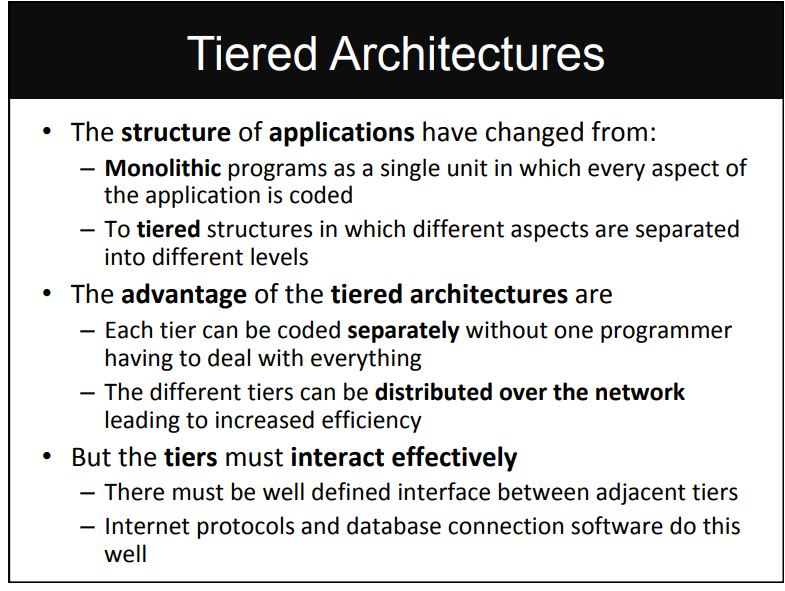 Tiered Architectures
• The structure of applications have changed from:
– Monolithic programs as a single unit in which every aspect of
the application is coded
– To tiered structures in which different aspects are separated
into different levels
• The advantage of the tiered architectures are
– Each tier can be coded separately without one programmer
having to deal with everything
– The different tiers can be distributed over the network
leading to increased efficiency
• But the tiers must interact effectively
– There must be well defined interface between adjacent tiers
– Internet protocols and database connection software do this
well